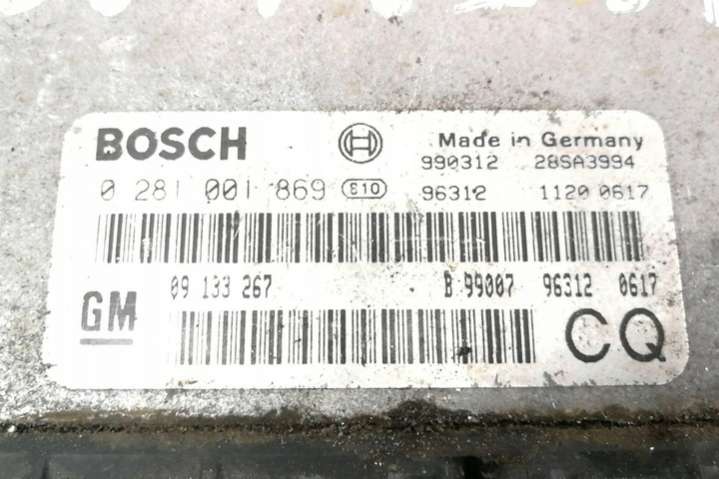 BOSCH Made in Germany
990312 28SA3994
0 281 001 869 S10 96312 1120 0617
09 133 267 B 99007 96312 0617
GM CQ